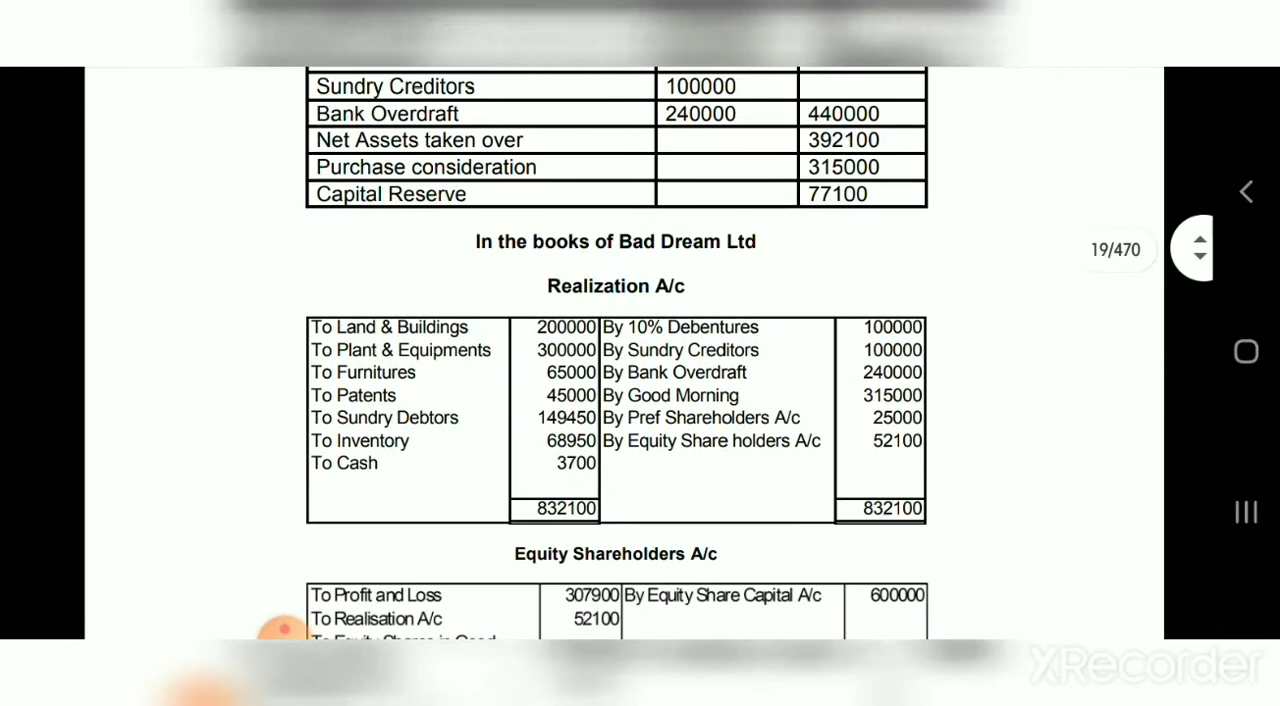 Sundry Creditors 100000
Bank Overdraft 240000 440000
Net Assets taken over 392100
Purchase consideration 315000
Capital Reserve 77100
In the books of Bad Dream Ltd
19/470
Realization A/c
To Land & Buildings 200000 By 10% Debentures 100000
To Plant & Equipments 300000 By Sundry Creditors 100000
To Furnitures 65000 By Bank Overdraft 240000
To Patents 45000 By Good Morning 315000
To Sundry Debtors 149450 By Pref Shareholders A/c 25000
To Inventory 68950 By Equity Share holders A/c 52100
To Cash 3700
832100 832100
Equity Shareholders A/c
To Profit and Loss 307900 By Equity Share Capital A/c 600000
To Realisation A/c 52100
XRecorder